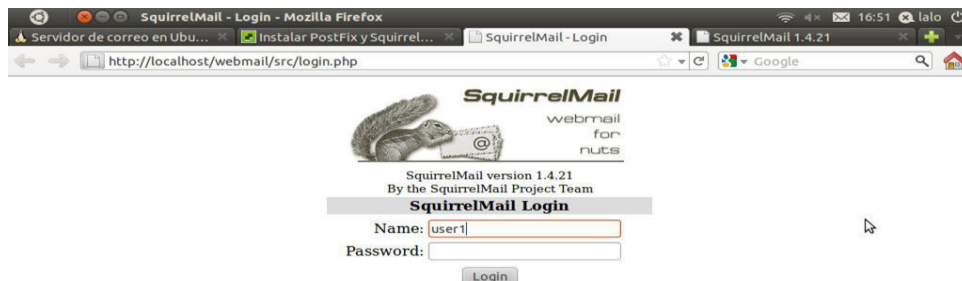 SquirrelMail - Login - Mozilla Firefox
16:51 lalo
Servidor de correo en Ubu...
Instalar PostFix y Squirrel...
SquirrelMail - Login
SquirrelMail 1.4.21
http://localhost/webmail/src/login.php
Google
SquirrelMail
webmail
for
nuts
@
SquirrelMail version 1.4.21
By the SquirrelMail Project Team
SquirrelMail Login
Name: user1
Password:
Login